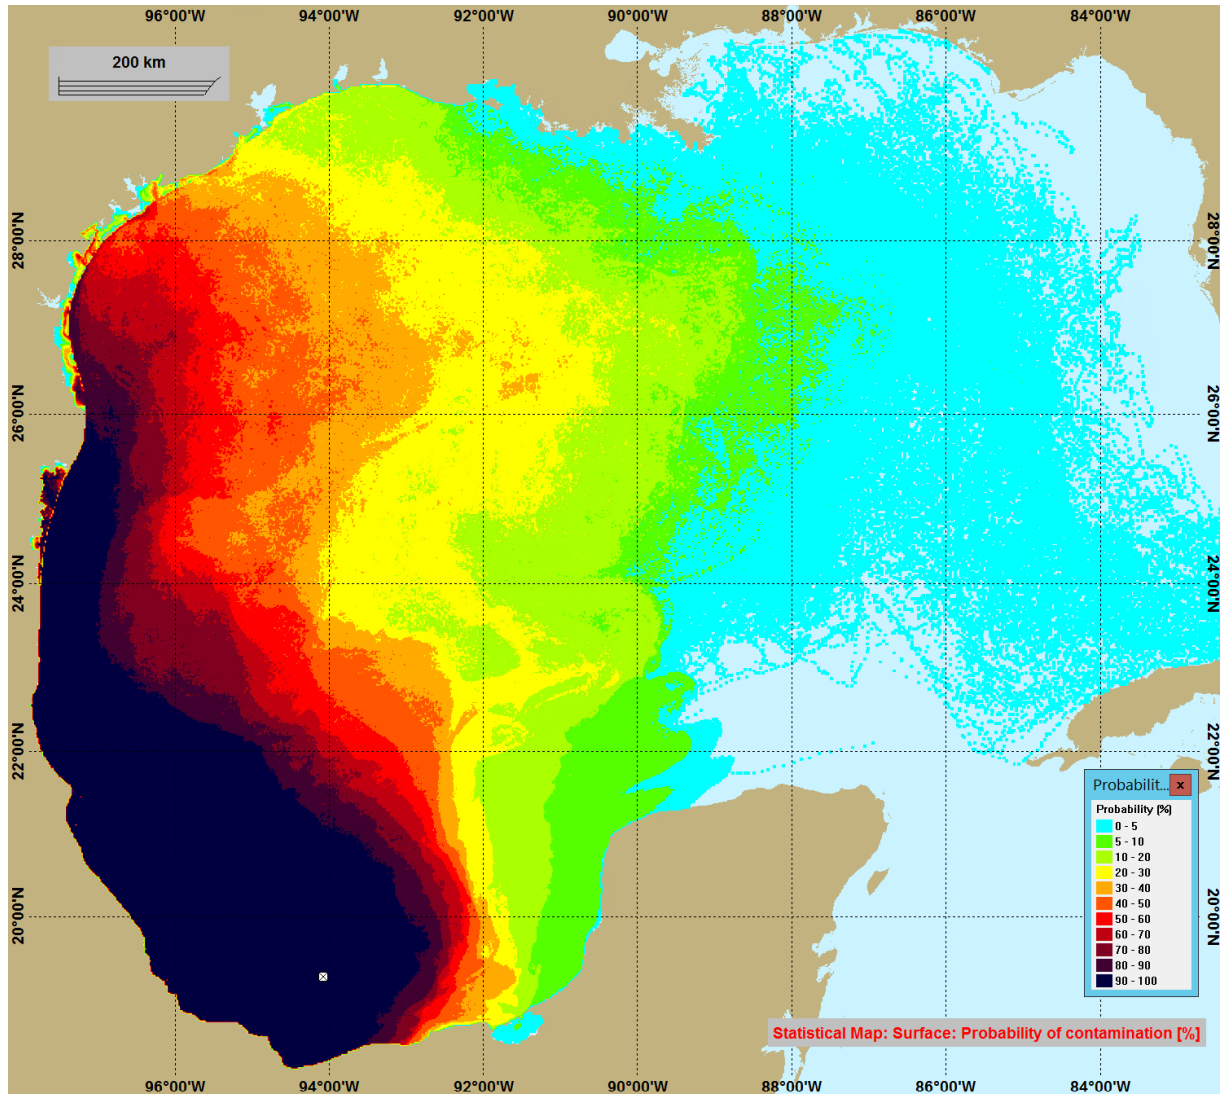 96°00'W 94°00'W 92°00'W 90°00'W 88°00'W 86°00'W 84°00'W
200 km
28°00'N 28°00'N
26°00'N 26°00'N
24°00'N 24°00'N
22°00'N 22°00'N
Probabilit... x
Probability (%)
0 - 5
5 - 10
10 - 20
20 - 30
30 - 40
40 - 50
50 - 60
60 - 70
70 - 80
80 - 90
90 - 100
20°00'N 20°00'N
Statistical Map: Surface: Probability of contamination [%]
96°00'W 94°00'W 92°00'W 90°00'W 88°00'W 86°00'W 84°00'W